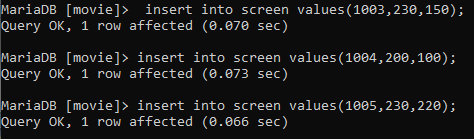 MariaDB [movie]>  insert into screen values(1003,230,150);
Query OK, 1 row affected (0.070 sec)
MariaDB [movie]> insert into screen values(1004,200,100);
Query OK, 1 row affected (0.073 sec)
MariaDB [movie]> insert into screen values(1005,230,220);
Query OK, 1 row affected (0.066 sec)